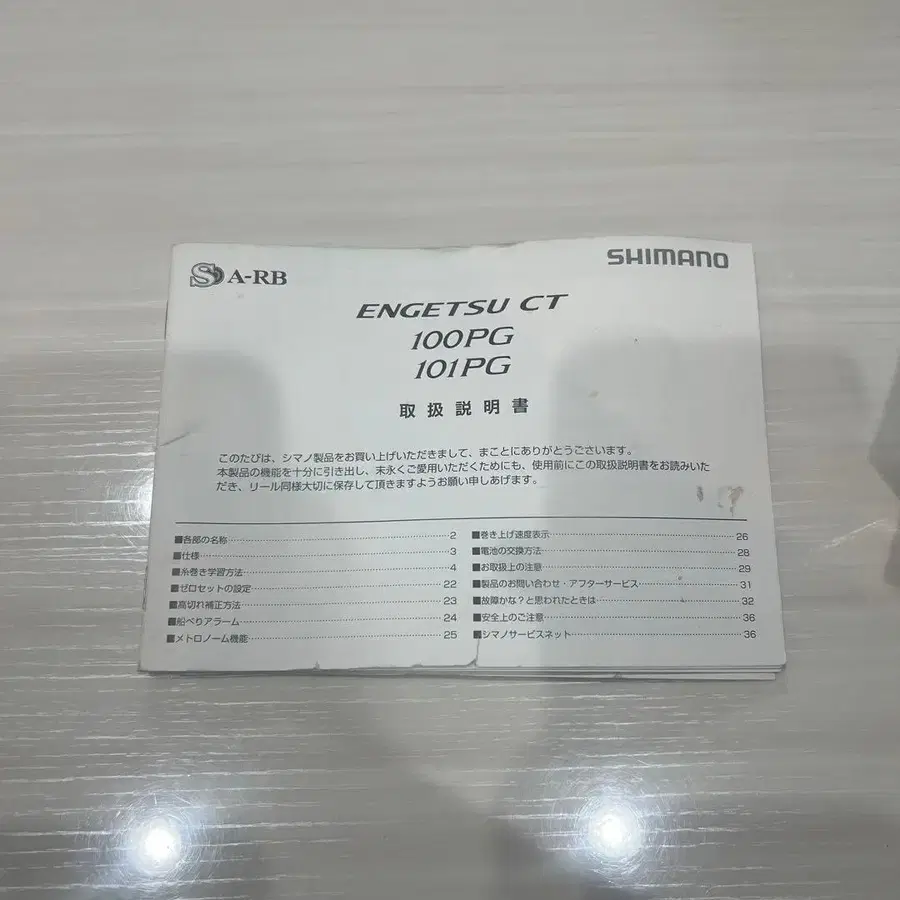 SHIMANO
S A-RB
ENGETSU CT
100PG
101PG
取扱説明書
このたびは、シマノ製品をお買い上げいただきまして、まことにありがとうございます。
本製品の機能を十分に引き出し、末永くご愛用いただくためにも、使用前にこの取扱説明書をお読みいた
だき、リール同様大切に保存して頂きますようお願い申しあげます。
■各部の名称 2
■仕様 3
■糸巻き学習方法 4
■ゼロセットの設定 22
■高切れ補正方法 23
■船べりアラーム 24
■メトロノーム機能 25
■巻き上げ速度表示 26
■電池の交換方法 28
■お取扱上の注意 29
■製品のお問い合わせ・アフターサービス 31
■故障かな？と思われたときは 32
■安全上のご注意 36
■シマノサービスネット 36